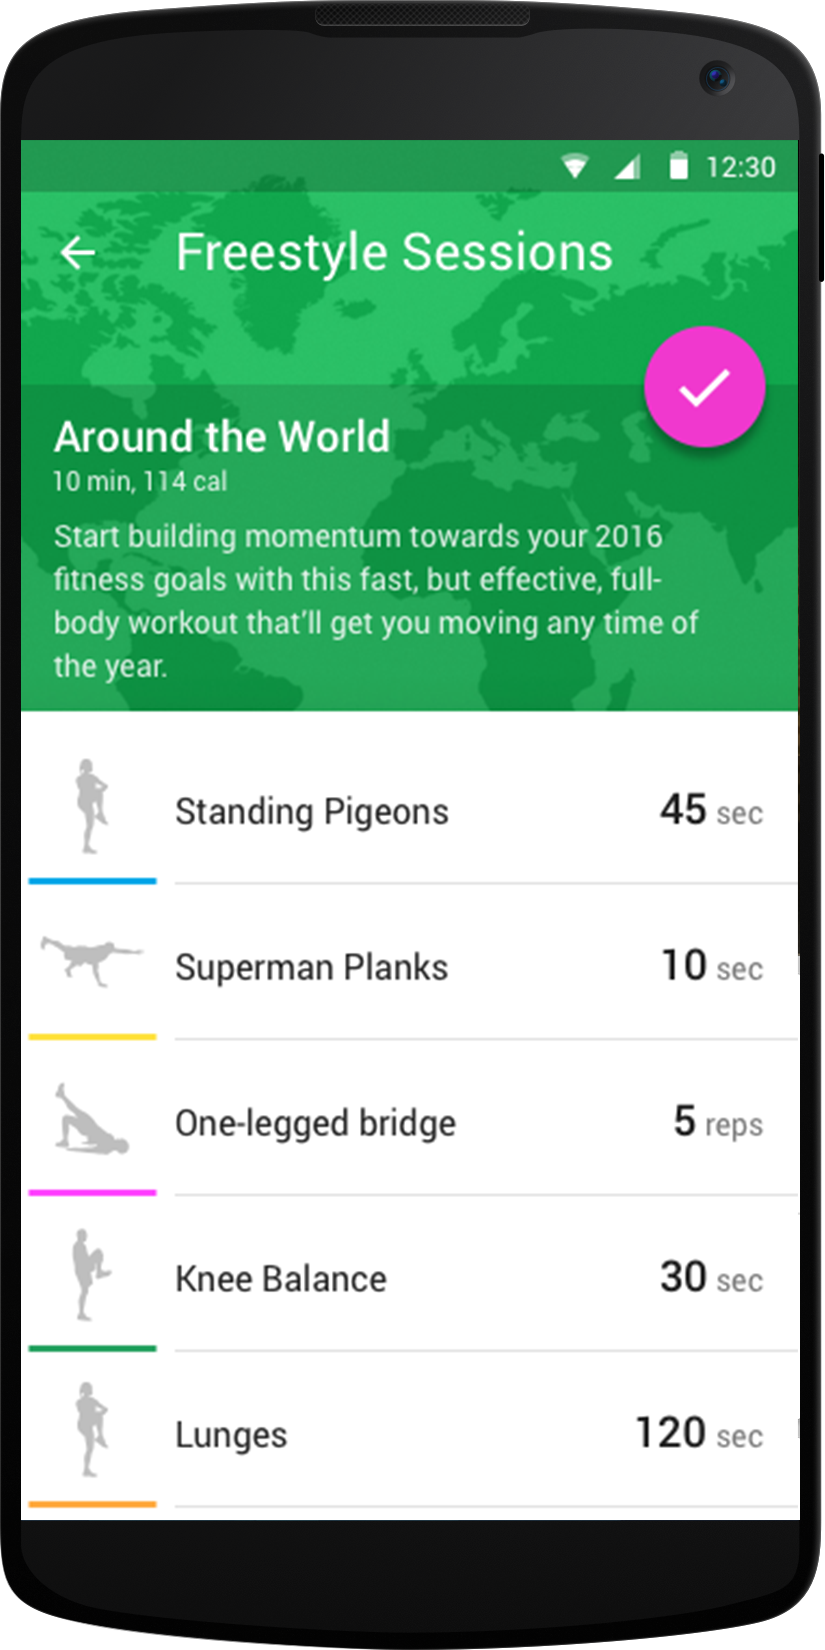 12:30
Freestyle Sessions
Around the World
10 min, 114 cal
Start building momentum towards your 2016
fitness goals with this fast, but effective, full-
body workout that’ll get you moving any time of
the year.
Standing Pigeons 45 sec
Superman Planks 10 sec
One-legged bridge 5 reps
Knee Balance 30 sec
Lunges 120 sec